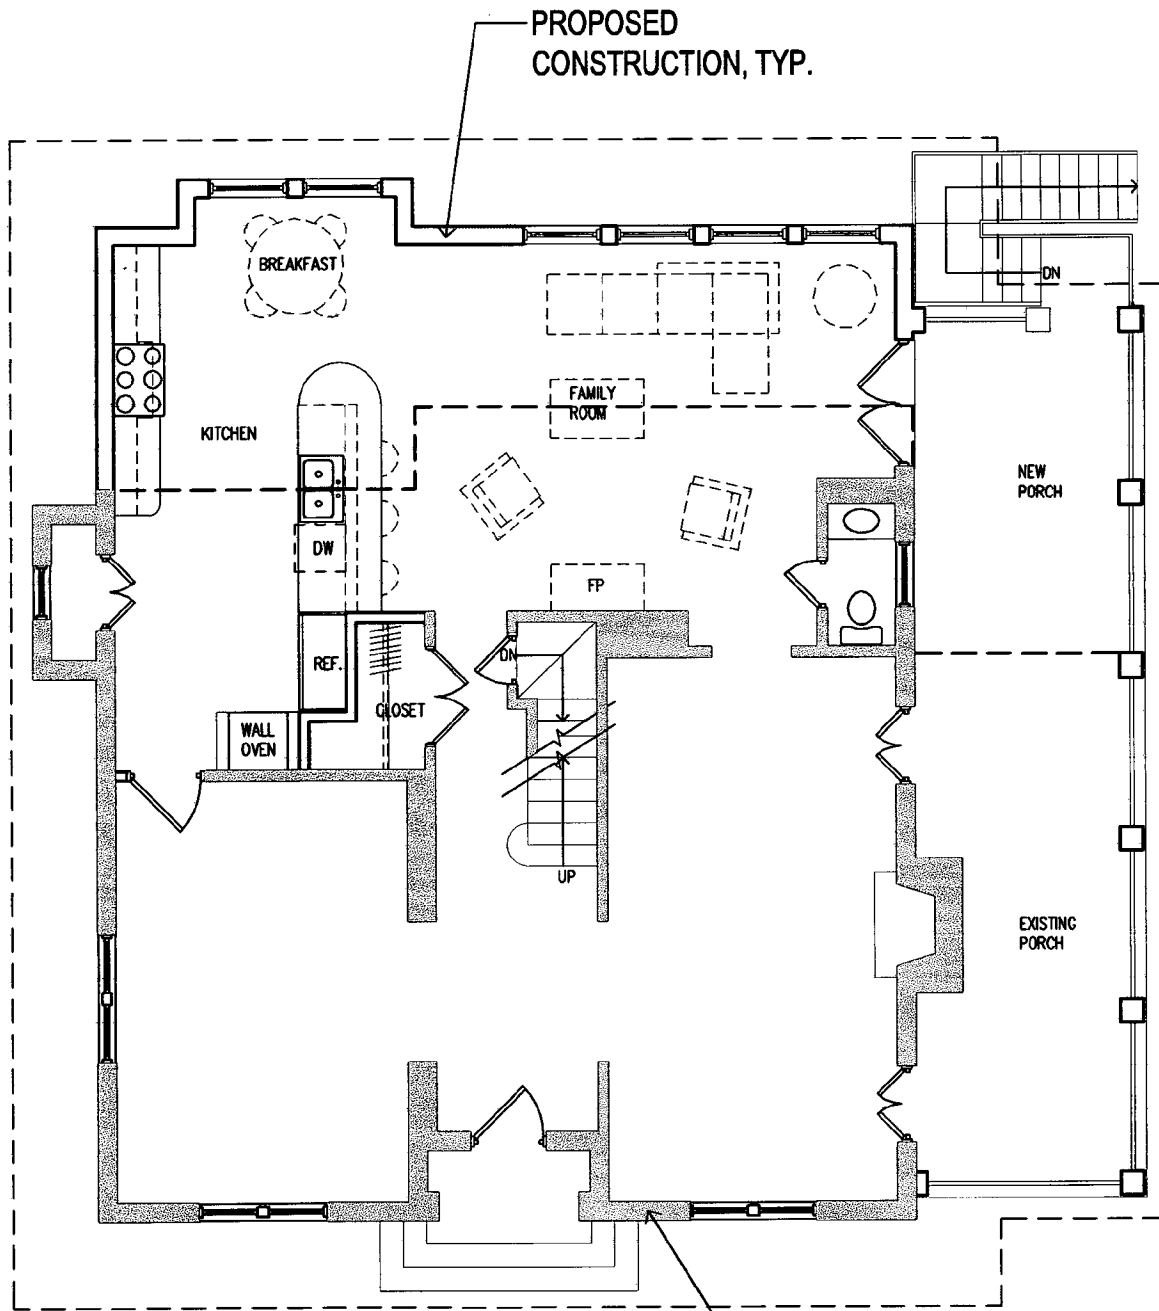 PROPOSED
CONSTRUCTION, TYP.
BREAKFAST
DN
FAMILY
ROOM
KITCHEN
NEW
PORCH
DW
FP
DN
REF.
CLOSET
WALL
OVEN
UP
EXISTING
PORCH